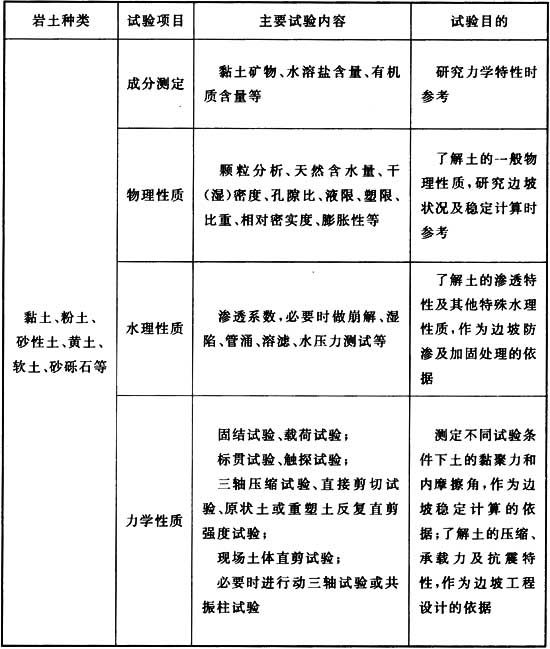 岩土种类 试验项目 主要试验内容 试验目的
成分测定
黏土矿物、水溶盐含量、有机
质含量等
研究力学特性时
参考
物理性质
颗粒分析、天然含水量、干
(湿)密度、孔隙比、液限、塑限、
比重、相对密实度、膨胀性等
了解土的一般物
理性质,研究边坡
状况及稳定计算时
参考
黏土、粉土、
砂性土、黄土、
软土、砂砾石等
水理性质
渗透系数,必要时做崩解、湿
陷、管涌、溶滤、水压力测试等
了解土的渗透特
性及其他特殊水理
性质,作为边坡防
渗及加固处理的依
据
力学性质
固结试验、载荷试验;
标贯试验、触探试验;
三轴压缩试验、直接剪切试
验、原状土或重塑土反复直剪
强度试验;
现场土体直剪试验;
必要时进行动三轴试验或共
振柱试验
测定不同试验条
件下土的黏聚力和
内摩擦角,作为边
坡稳定计算的依
据;了解土的压缩、
承载力及抗震特
性,作为边坡工程
设计的依据